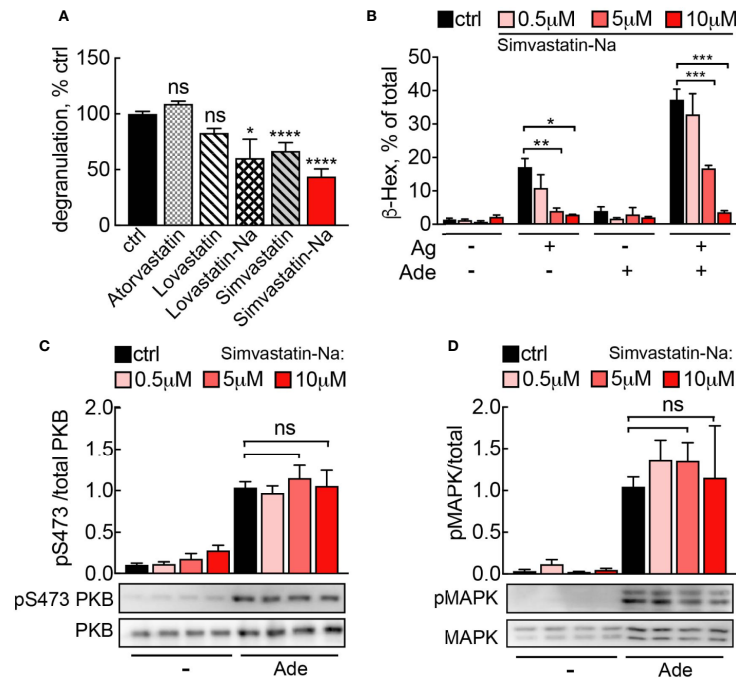 A
degranulation, % ctrl
150
100
50
0
ns
ns
*
****
****
ctrl
Atorvastatin
Lovastatin
Lovastatin-Na
Simvastatin
Simvastatin-Na
B
ctrl 0.5μM 5μM 10μM
Simvastatin-Na
β-Hex, % of total
50
40
30
20
10
0
*
**
***
***
Ag - + - +
Ade - - + +
C
ctrl Simvastatin-Na:
0.5μM 5μM 10μM
pS473 /total PKB
2.0
1.5
1.0
0.5
0.0
ns
pS473 PKB
PKB
- Ade
D
ctrl Simvastatin-Na:
0.5μM 5μM 10μM
pMAPK/total
2.0
1.5
1.0
0.5
0.0
ns
pMAPK
MAPK
- Ade